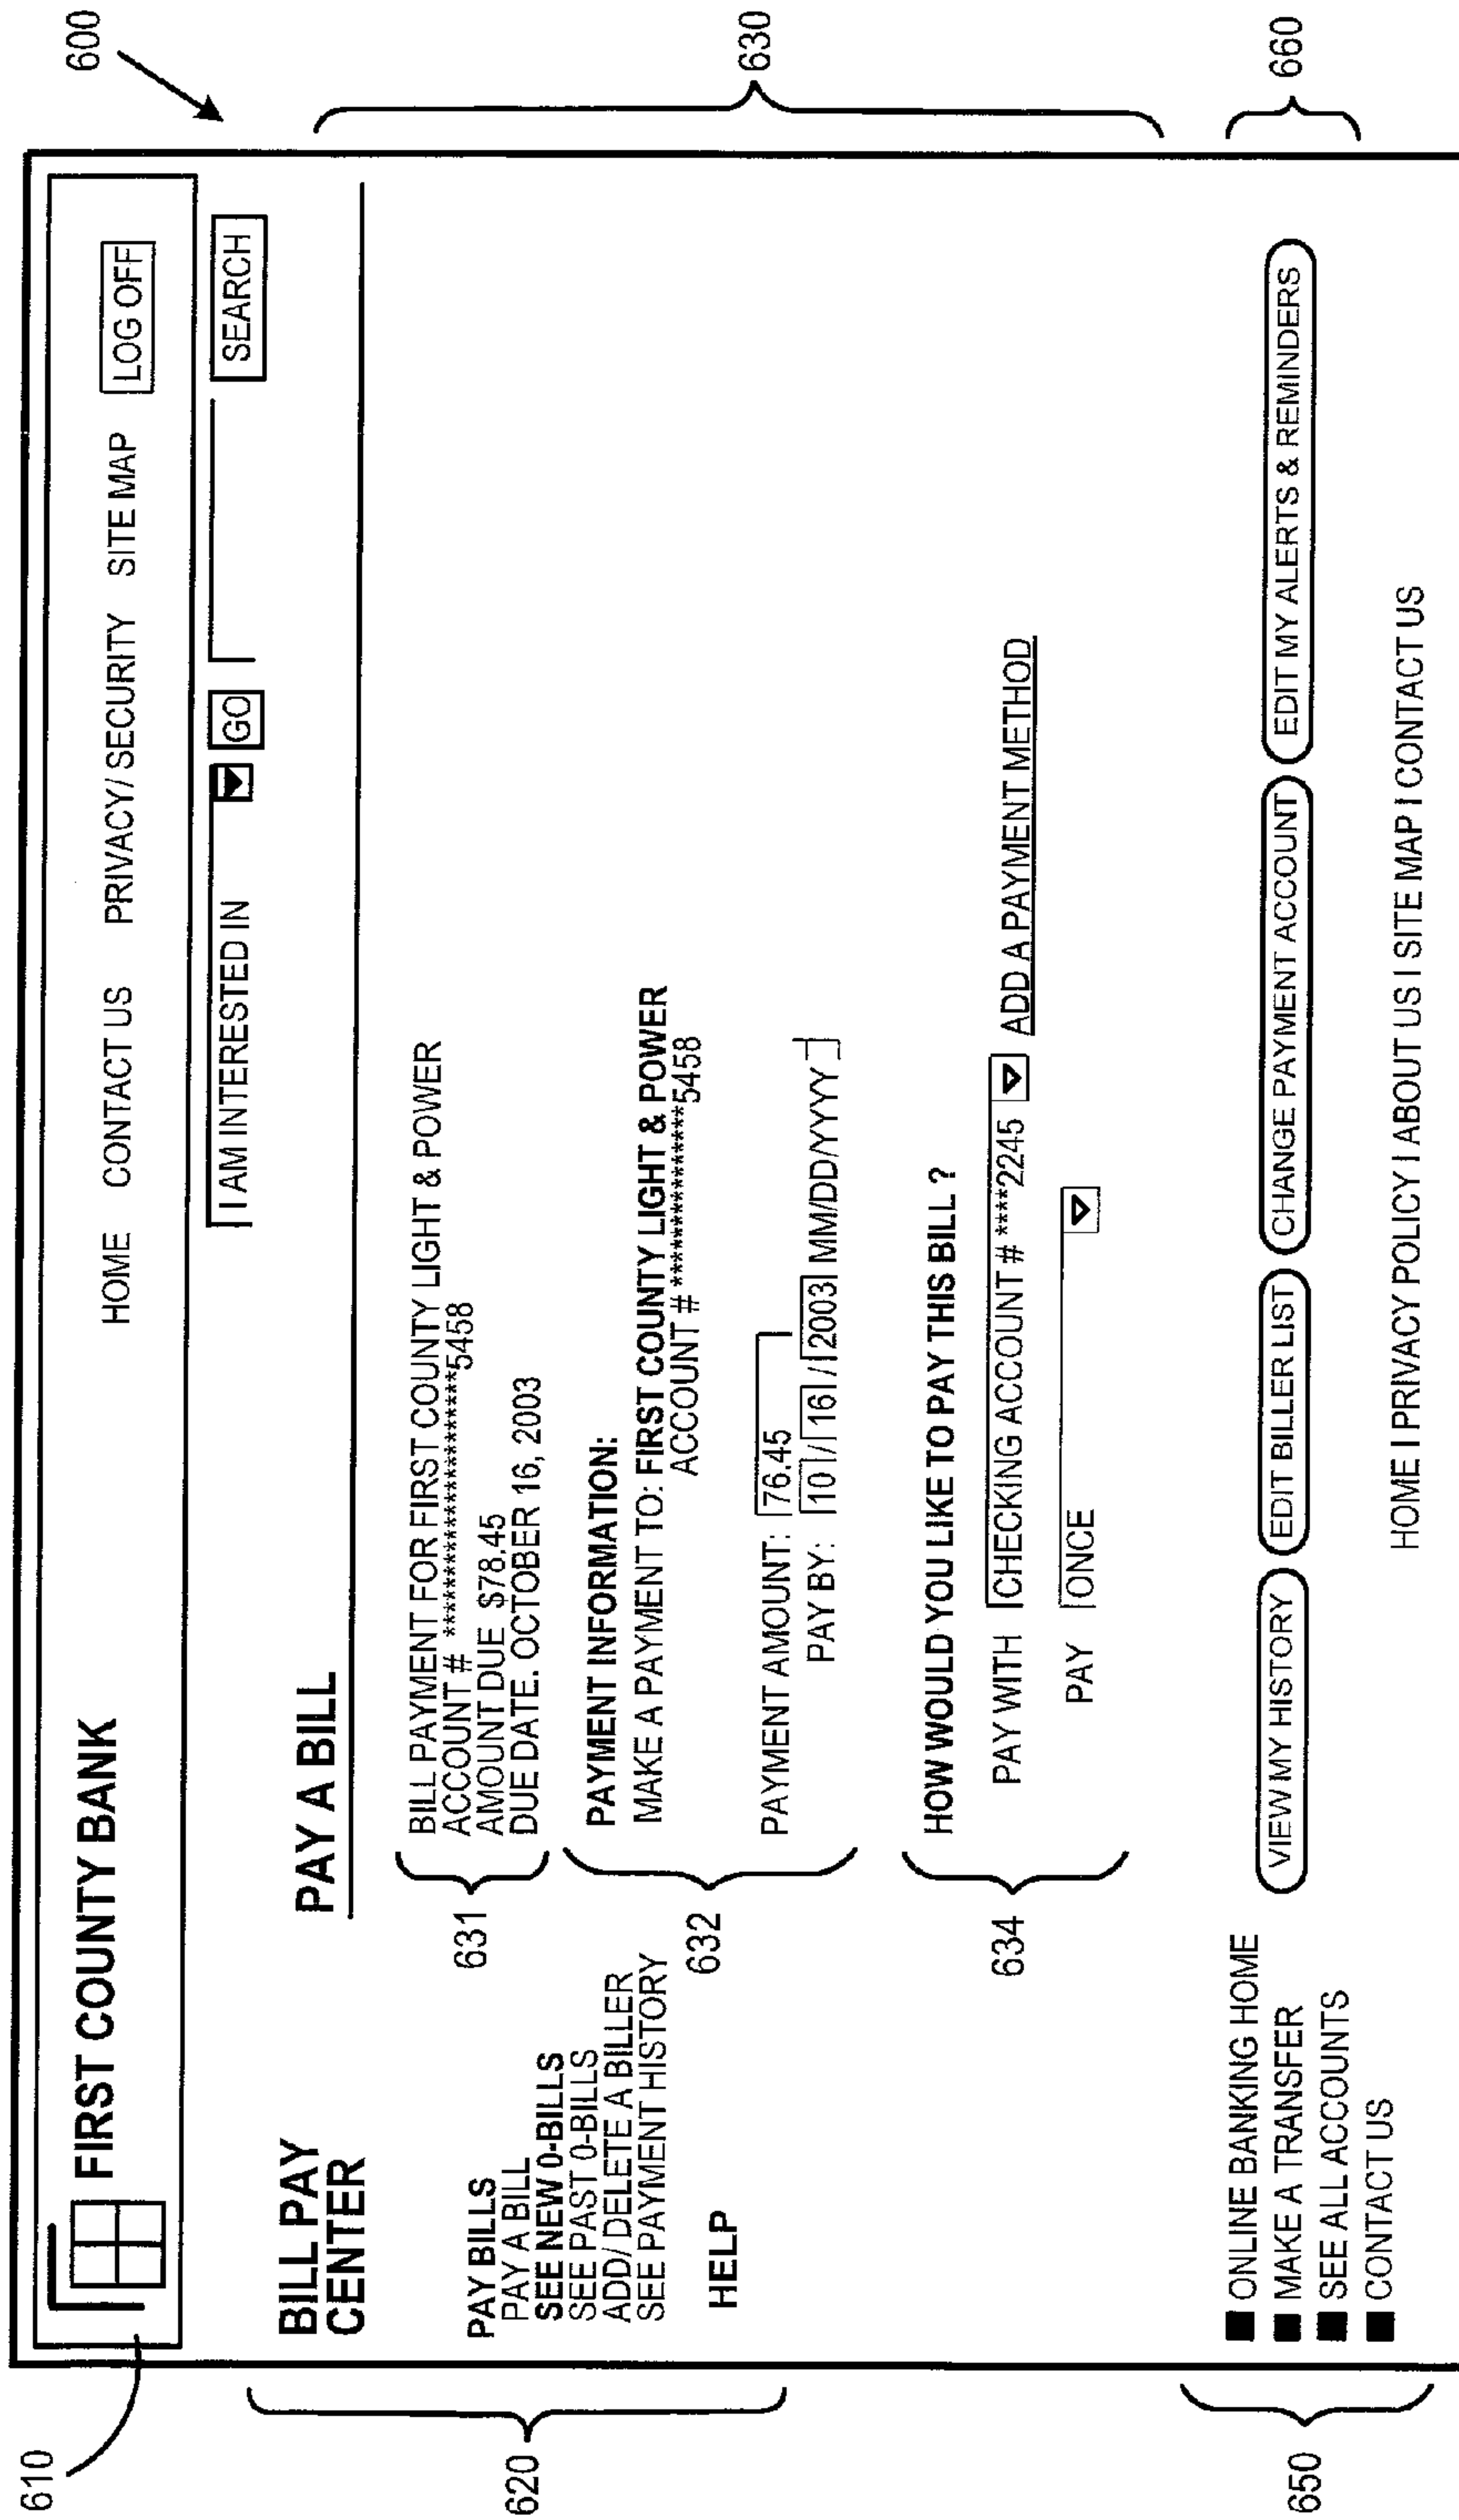 600
610
FIRST COUNTY BANK
HOME CONTACT US PRIVACY/SECURITY SITE MAP LOG OFF
I AM INTERESTED IN GO SEARCH
BILL PAY
CENTER
PAY A BILL
620
PAY BILLS
PAY A BILL
SEE NEW 0-BILLS
SEE PAST 0-BILLS
ADD/DELETE A BILLER
SEE PAYMENT HISTORY
HELP
630
631
BILL PAYMENT FOR FIRST COUNTY LIGHT & POWER
ACCOUNT # ********************5458
AMOUNT DUE $78.45
DUE DATE. OCTOBER 16, 2003
632
PAYMENT INFORMATION:
MAKE A PAYMENT TO: FIRST COUNTY LIGHT & POWER
ACCOUNT # ****************5458
PAYMENT AMOUNT: 76.45
PAY BY: 10 / 16 / 2003 MM/DD/YYYY
634
HOW WOULD YOU LIKE TO PAY THIS BILL ?
PAY WITH CHECKING ACCOUNT # ****2245 ADD A PAYMENT METHOD
PAY ONCE
650
ONLINE BANKING HOME
MAKE A TRANSFER
SEE ALL ACCOUNTS
CONTACT US
660
VIEW MY HISTORY EDIT BILLER LIST CHANGE PAYMENT ACCOUNT EDIT MY ALERTS & REMINDERS
HOME I PRIVACY POLICY I ABOUT US I SITE MAP I CONTACT US